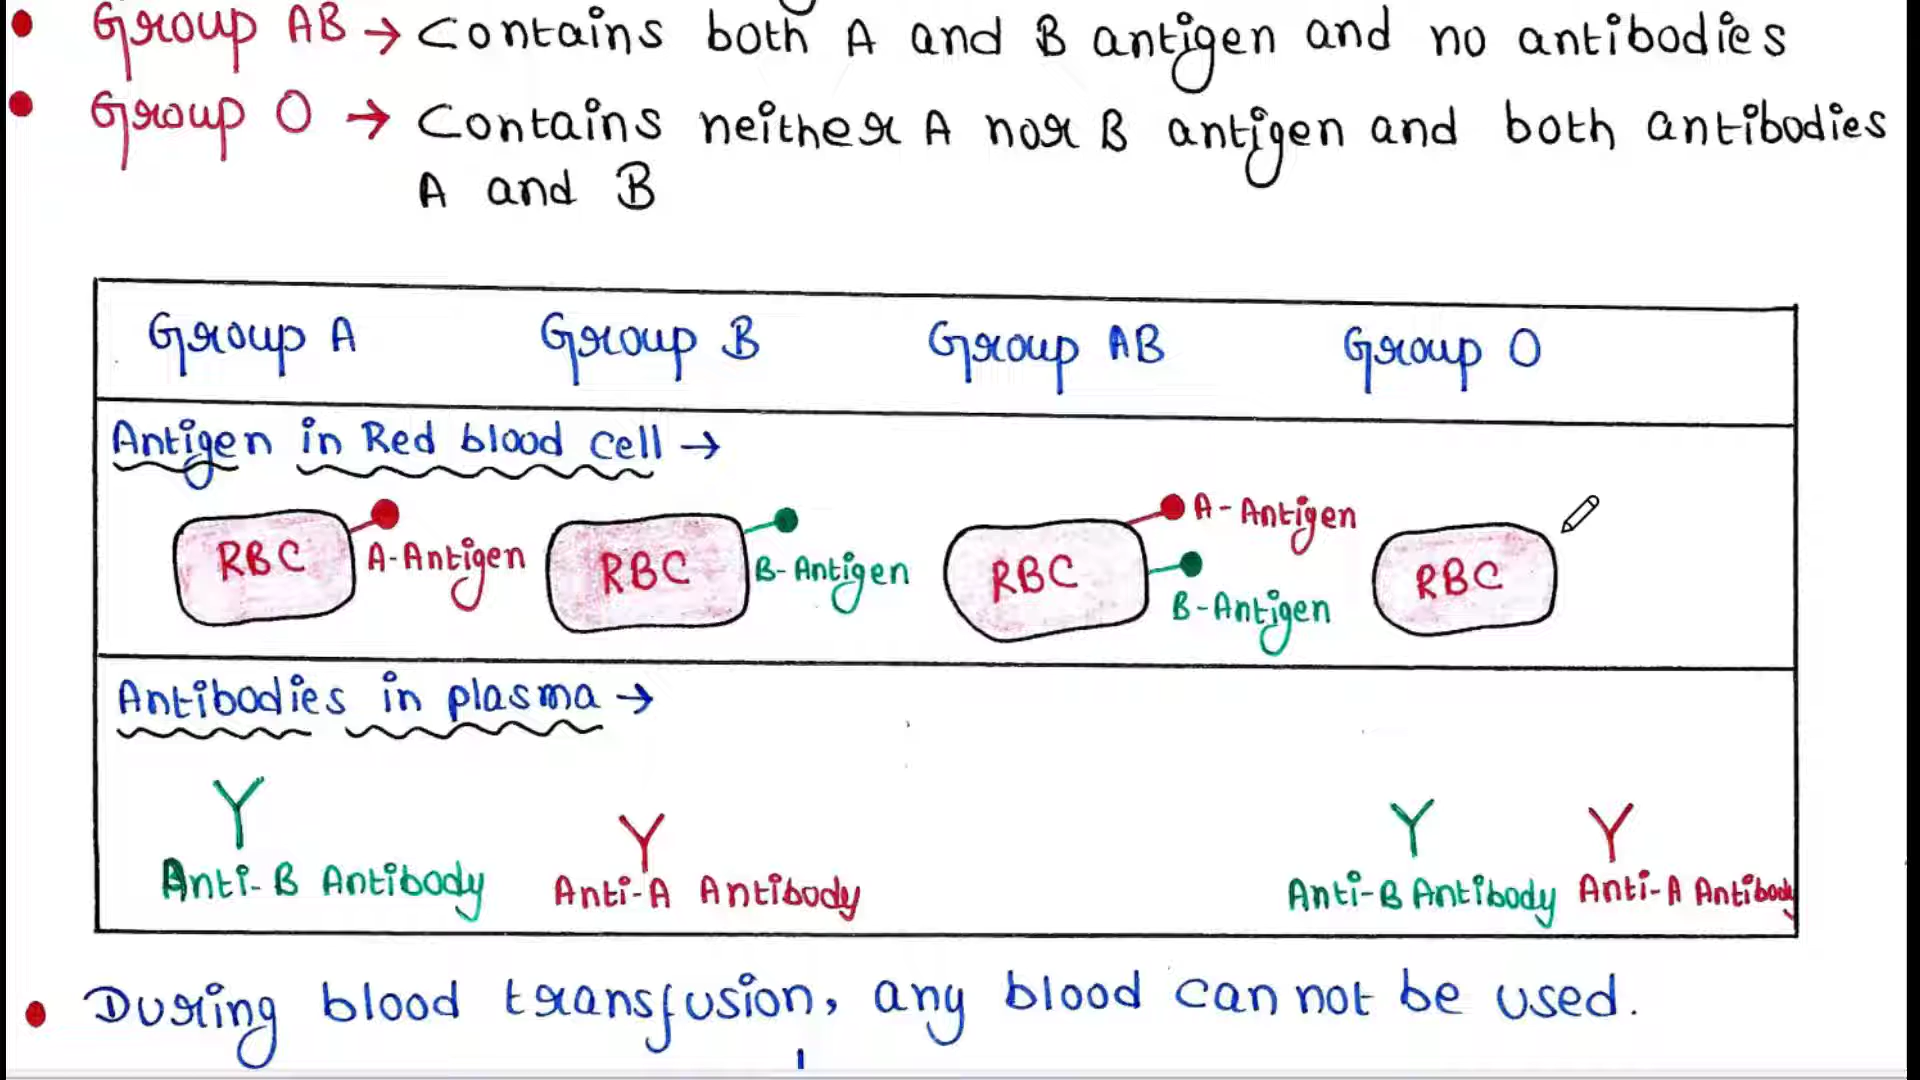 Group AB → Contains both A and B antigen and no antibodies
Group O → Contains neither A nor B antigen and both antibodies
A and B
Group A Group B Group AB Group O
Antigen in Red blood cell →
RBC A-Antigen RBC B-Antigen RBC A-Antigen B-Antigen RBC
Antibodies in plasma →
Anti-B Antibody Anti-A Antibody Anti-B Antibody Anti-A Antibody
During blood transfusion, any blood can not be used.